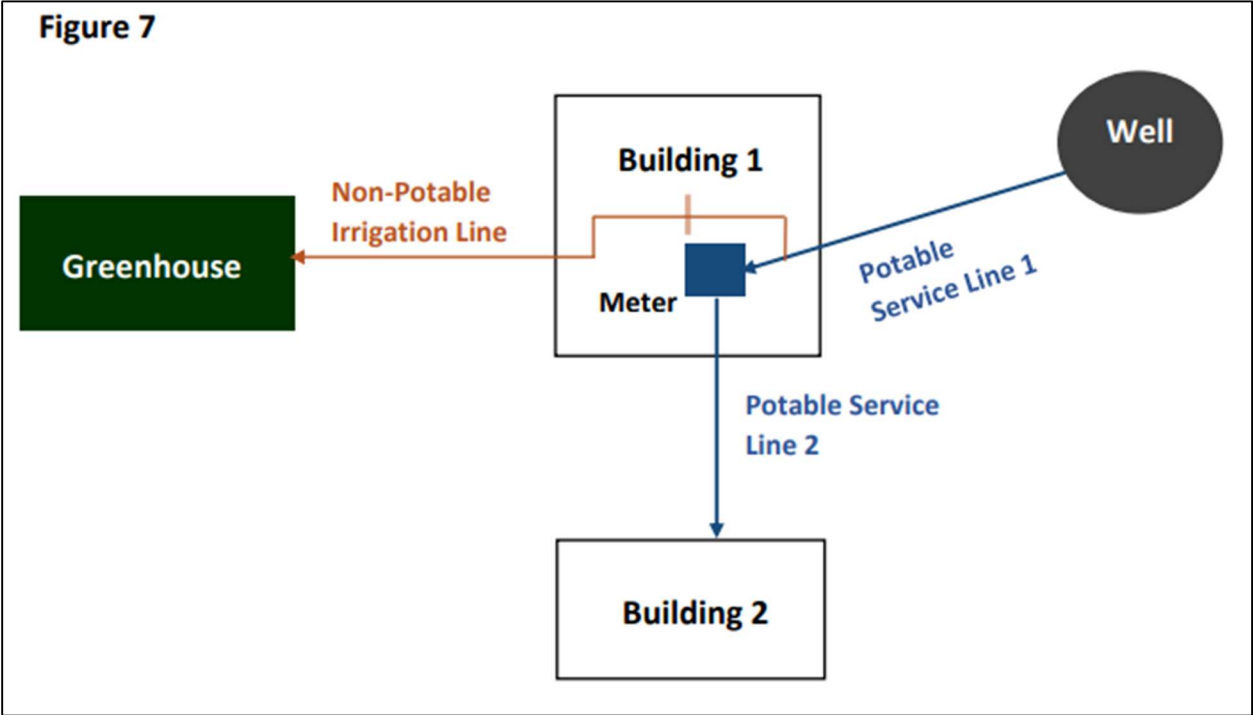 Figure 7
Well
Building 1
Non-Potable
Irrigation Line
Greenhouse
Potable
Service Line 1
Meter
Potable Service
Line 2
Building 2